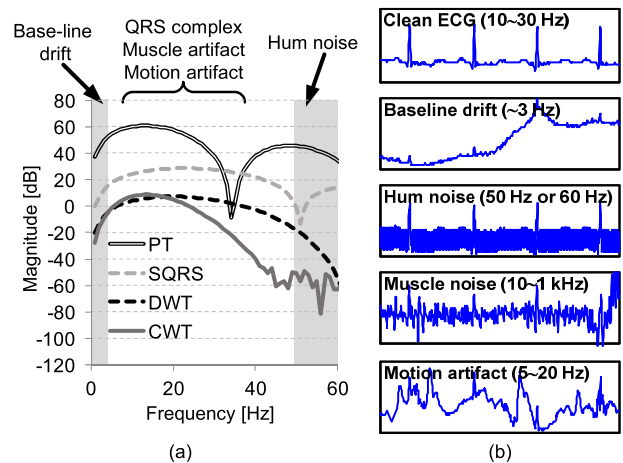 Base-line
drift
QRS complex
Muscle artifact
Motion artifact
Hum noise
80
60
40
20
0
-20
-40
-60
-80
-100
-120
Magnitude [dB]
PT
SQRS
DWT
CWT
0
20
40
60
Frequency [Hz]
(a)
Clean ECG (10~30 Hz)
Baseline drift (~3 Hz)
Hum noise (50 Hz or 60 Hz)
Muscle noise (10~1 kHz)
Motion artifact (5~20 Hz)
(b)